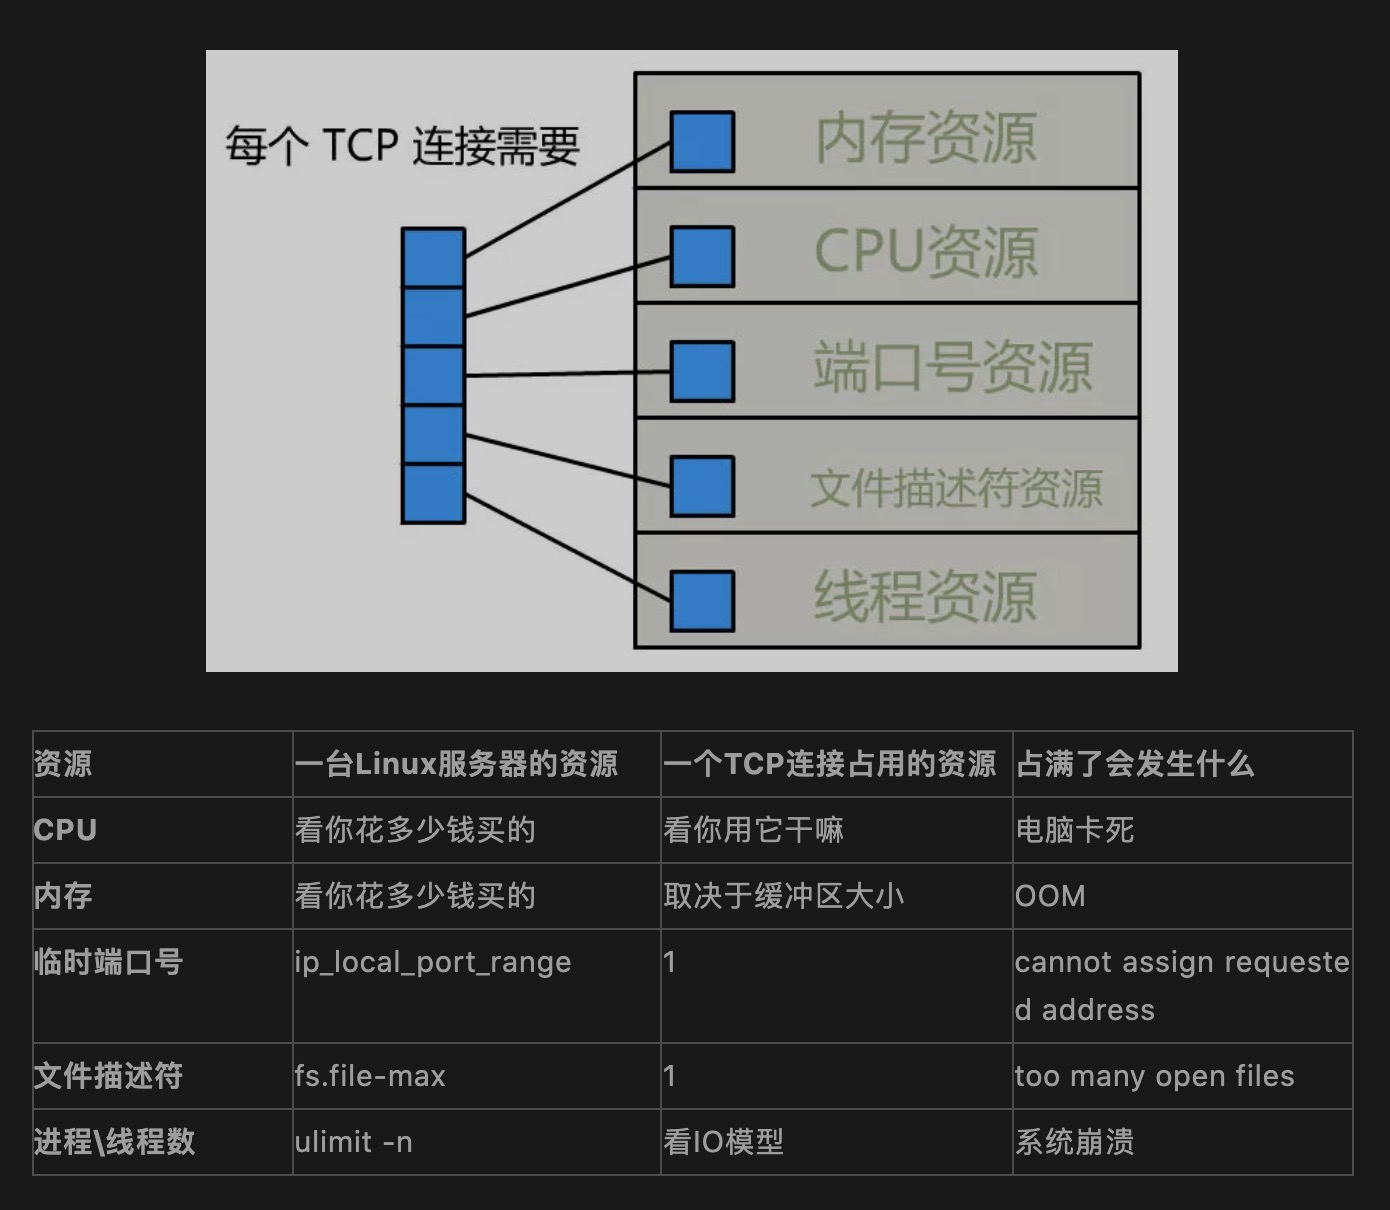 每个 TCP 连接需要
内存资源
CPU资源
端口号资源
文件描述符资源
线程资源
资源 一台Linux服务器的资源 一个TCP连接占用的资源 占满了会发生什么
CPU 看你花多少钱买的 看你用它干嘛 电脑卡死
内存 看你花多少钱买的 取决于缓冲区大小 OOM
临时端口号 ip_local_port_range 1 cannot assign requeste
d address
文件描述符 fs.file-max 1 too many open files
进程\线程数 ulimit -n 看IO模型 系统崩溃